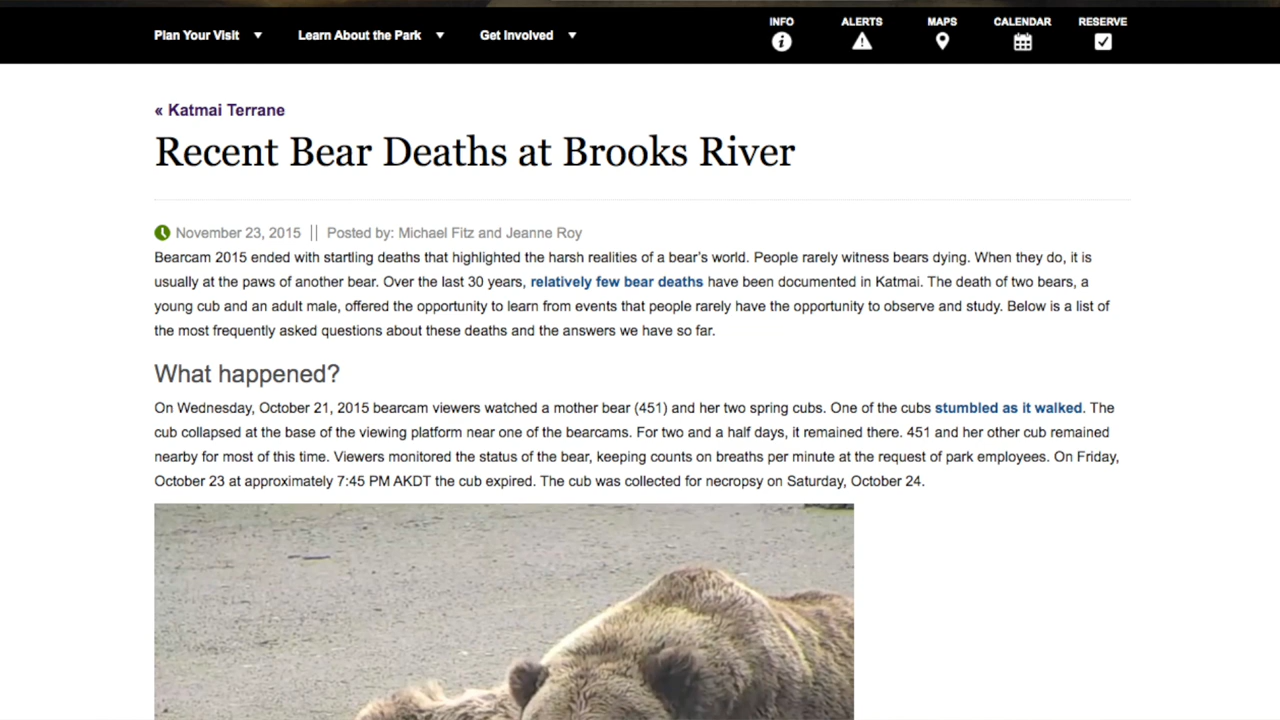 Plan Your Visit Learn About the Park Get Involved INFO ALERTS MAPS CALENDAR RESERVE
« Katmai Terrane
Recent Bear Deaths at Brooks River
November 23, 2015 || Posted by: Michael Fitz and Jeanne Roy
Bearcam 2015 ended with startling deaths that highlighted the harsh realities of a bear's world. People rarely witness bears dying. When they do, it is
usually at the paws of another bear. Over the last 30 years, relatively few bear deaths have been documented in Katmai. The death of two bears, a
young cub and an adult male, offered the opportunity to learn from events that people rarely have the opportunity to observe and study. Below is a list of
the most frequently asked questions about these deaths and the answers we have so far.
What happened?
On Wednesday, October 21, 2015 bearcam viewers watched a mother bear (451) and her two spring cubs. One of the cubs stumbled as it walked. The
cub collapsed at the base of the viewing platform near one of the bearcams. For two and a half days, it remained there. 451 and her other cub remained
nearby for most of this time. Viewers monitored the status of the bear, keeping counts on breaths per minute at the request of park employees. On Friday,
October 23 at approximately 7:45 PM AKDT the cub expired. The cub was collected for necropsy on Saturday, October 24.